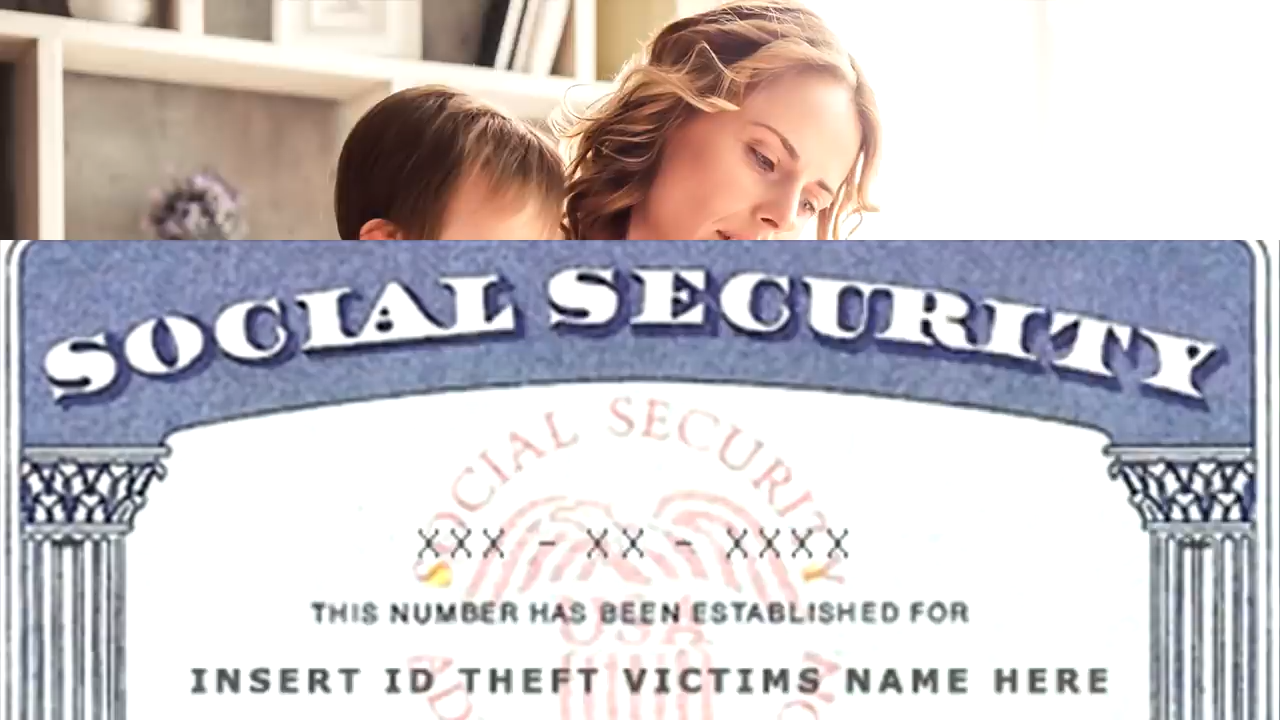 SOCIAL SECURITY
SOCIAL SECURITY
XXX - XX - XXXX
THIS NUMBER HAS BEEN ESTABLISHED FOR
USA
INSERT ID THEFT VICTIMS NAME HERE